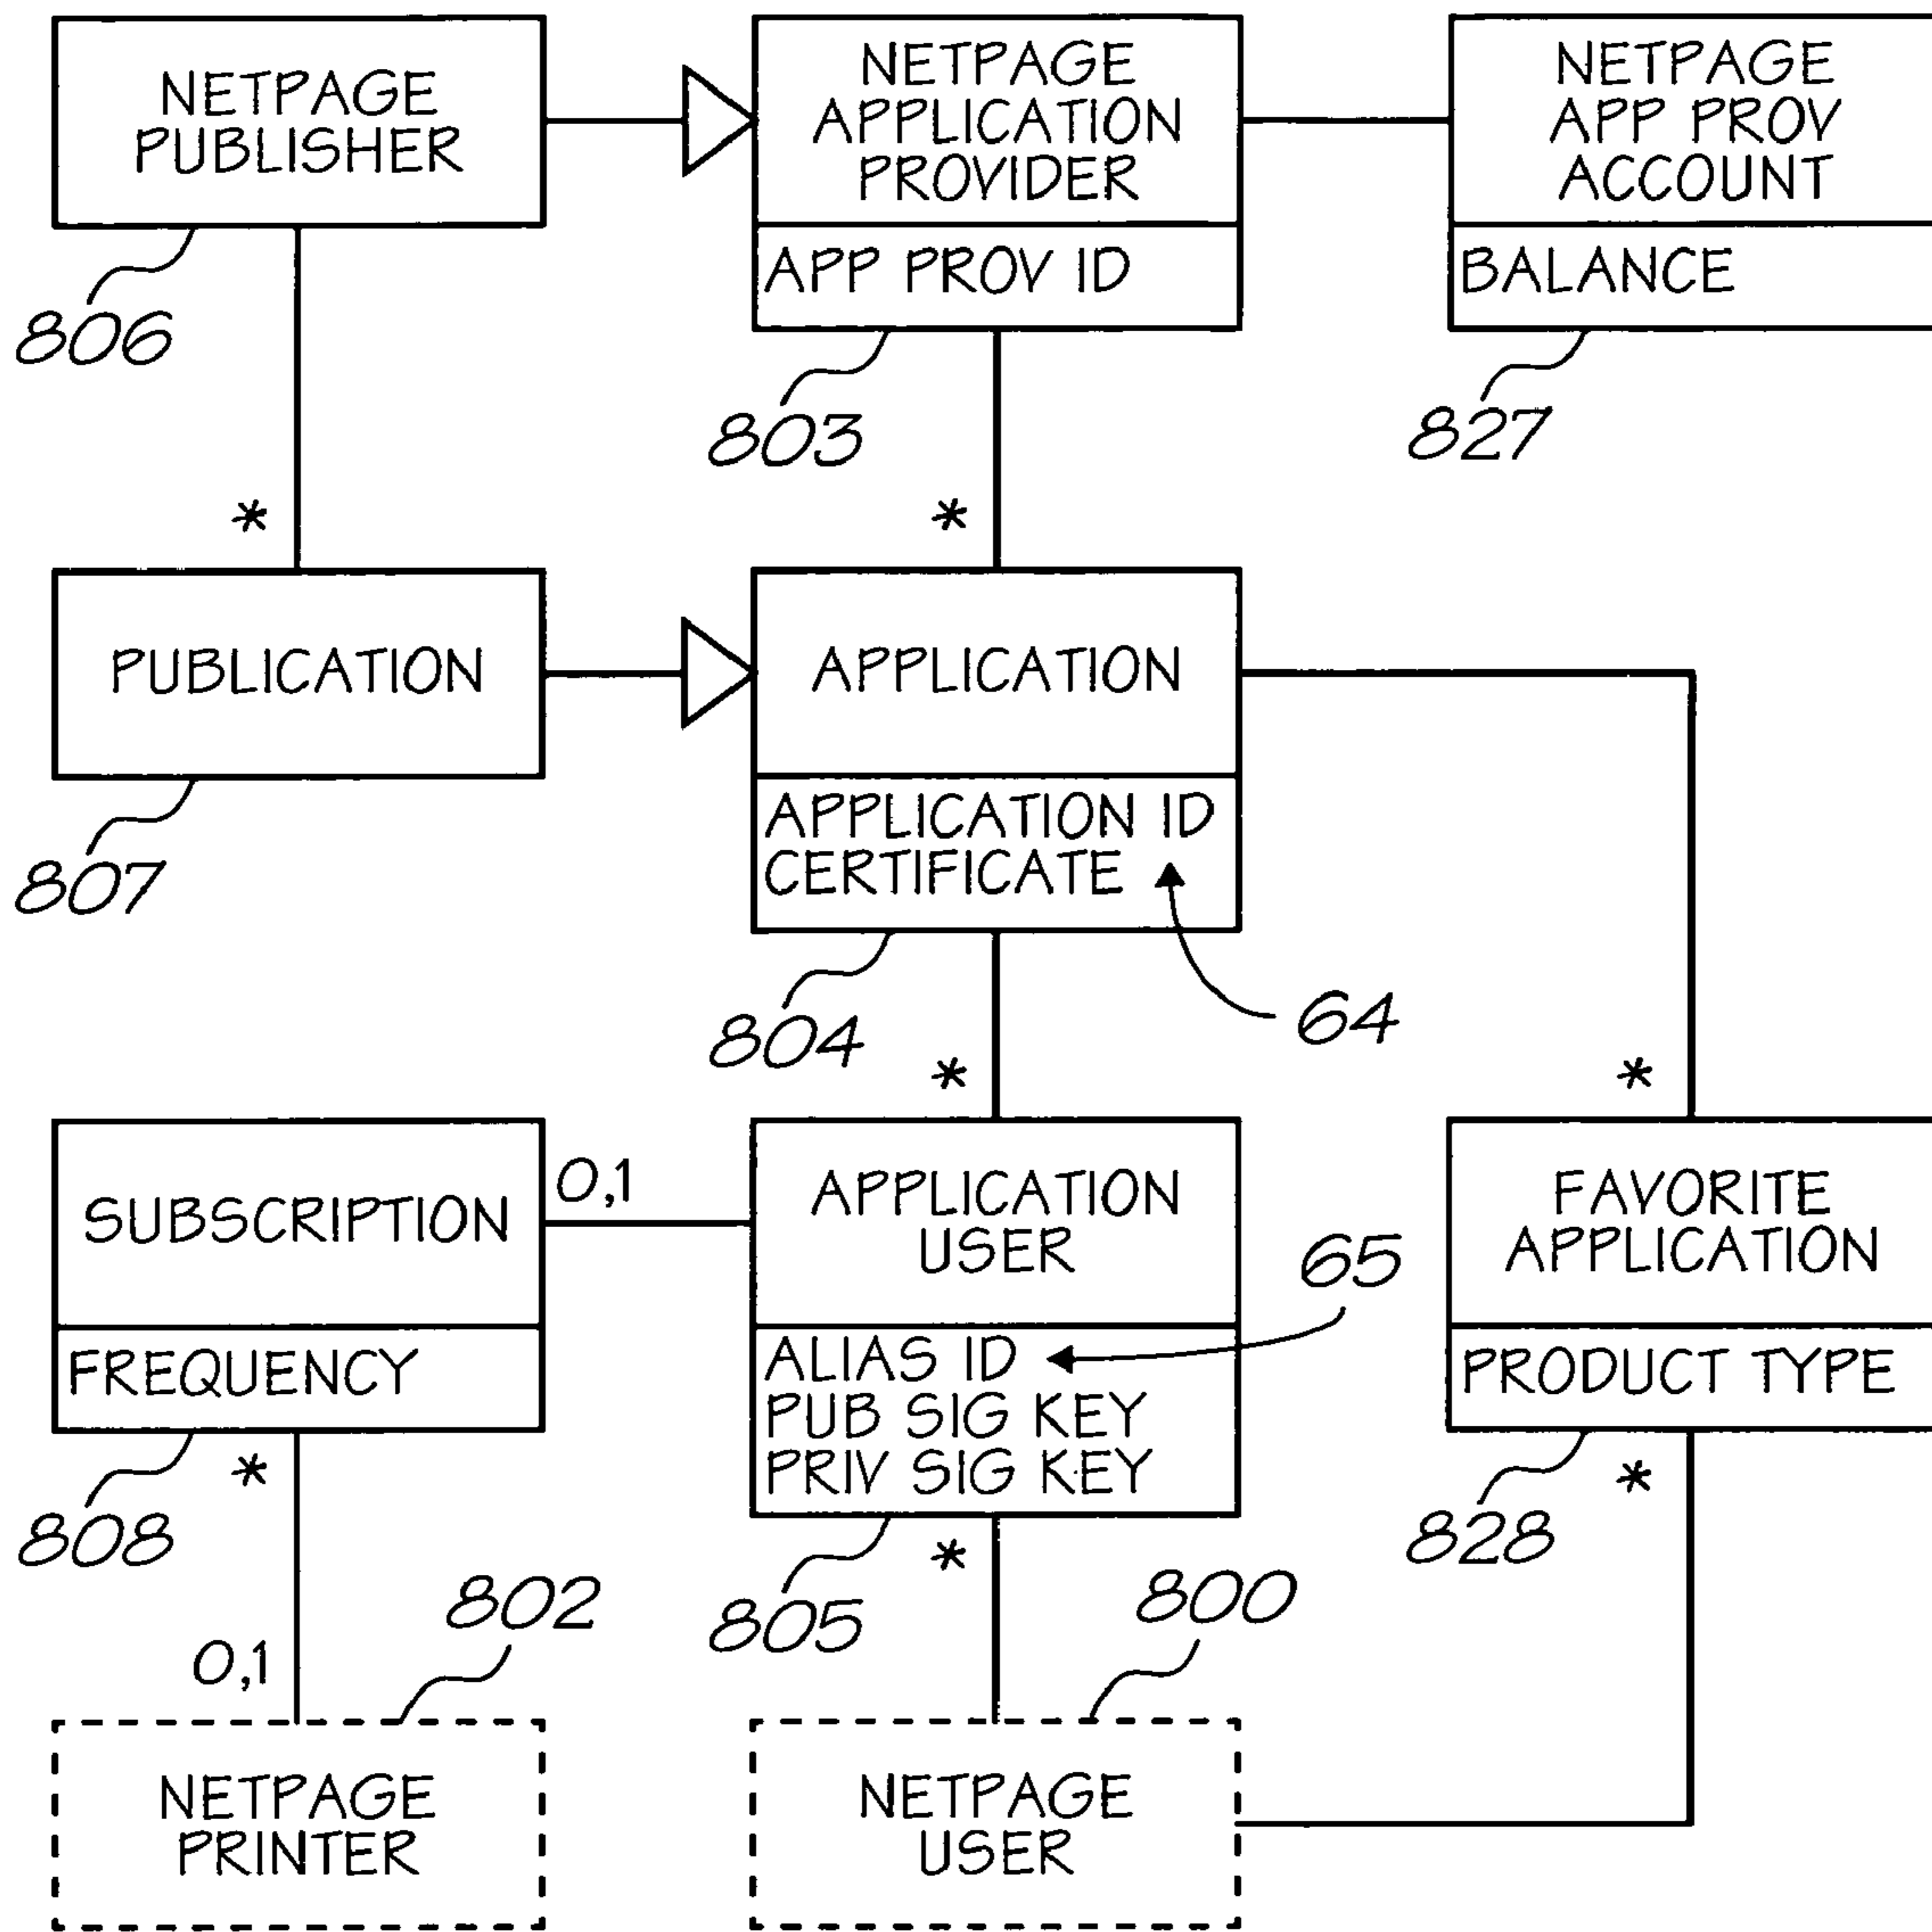 NETPAGE
PUBLISHER
NETPAGE
APPLICATION
PROVIDER
APP PROV ID
NETPAGE
APP PROV
ACCOUNT
BALANCE
806
803
827
*
*
PUBLICATION
APPLICATION
APPLICATION ID
CERTIFICATE
807
804
64
*
*
SUBSCRIPTION
FREQUENCY
0,1
APPLICATION
USER
ALIAS ID
PUB SIG KEY
PRIV SIG KEY
65
FAVORITE
APPLICATION
PRODUCT TYPE
808
*
802
0,1
805
*
800
828
*
NETPAGE
PRINTER
NETPAGE
USER